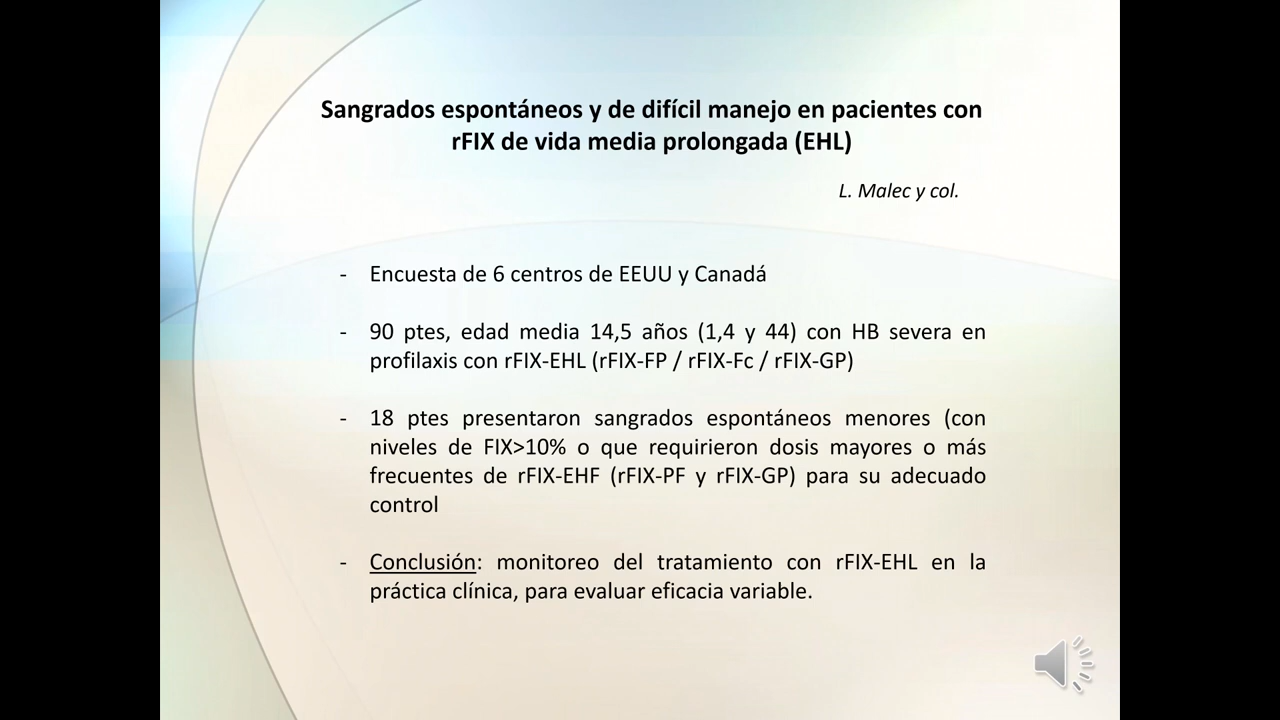 Sangrados espontáneos y de difícil manejo en pacientes con
rFIX de vida media prolongada (EHL)
L. Malec y col.
- Encuesta de 6 centros de EEUU y Canadá
- 90 ptes, edad media 14,5 años (1,4 y 44) con HB severa en
profilaxis con rFIX-EHL (rFIX-FP / rFIX-Fc / rFIX-GP)
- 18 ptes presentaron sangrados espontáneos menores (con
niveles de FIX>10% o que requirieron dosis mayores o más
frecuentes de rFIX-EHF (rFIX-PF y rFIX-GP) para su adecuado
control
- Conclusión: monitoreo del tratamiento con rFIX-EHL en la
práctica clínica, para evaluar eficacia variable.